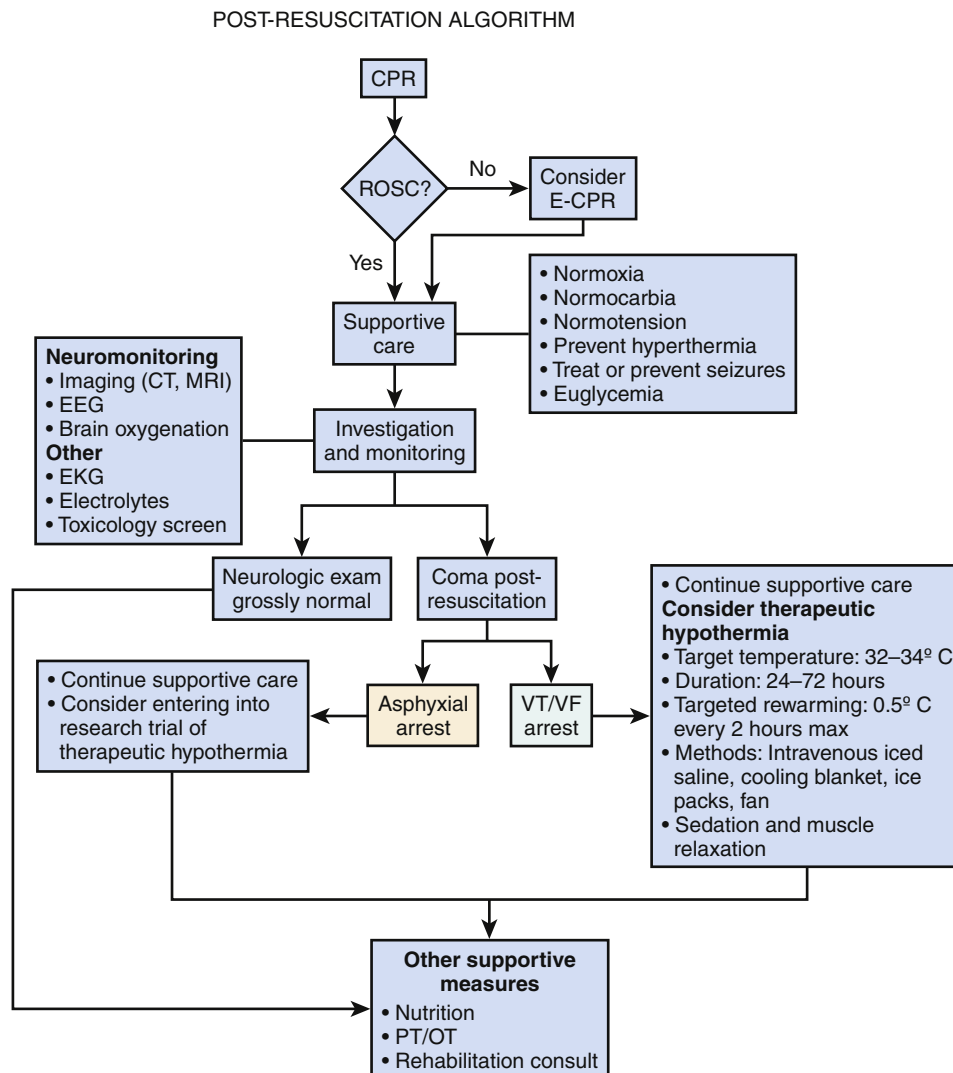 POST-RESUSCITATION ALGORITHM
CPR
ROSC?
No
Consider
E-CPR
Yes
Supportive
care
• Normoxia
• Normocarbia
• Normotension
• Prevent hyperthermia
• Treat or prevent seizures
• Euglycemia
Neuromonitoring
• Imaging (CT, MRI)
• EEG
• Brain oxygenation
Other
• EKG
• Electrolytes
• Toxicology screen
Investigation
and monitoring
Neurologic exam
grossly normal
Coma post-
resuscitation
• Continue supportive care
• Consider entering into
research trial of
therapeutic hypothermia
Asphyxial
arrest
VT/VF
arrest
• Continue supportive care
Consider therapeutic
hypothermia
• Target temperature: 32–34º C
• Duration: 24–72 hours
• Targeted rewarming: 0.5º C
every 2 hours max
• Methods: Intravenous iced
saline, cooling blanket, ice
packs, fan
• Sedation and muscle
relaxation
Other supportive
measures
• Nutrition
• PT/OT
• Rehabilitation consult